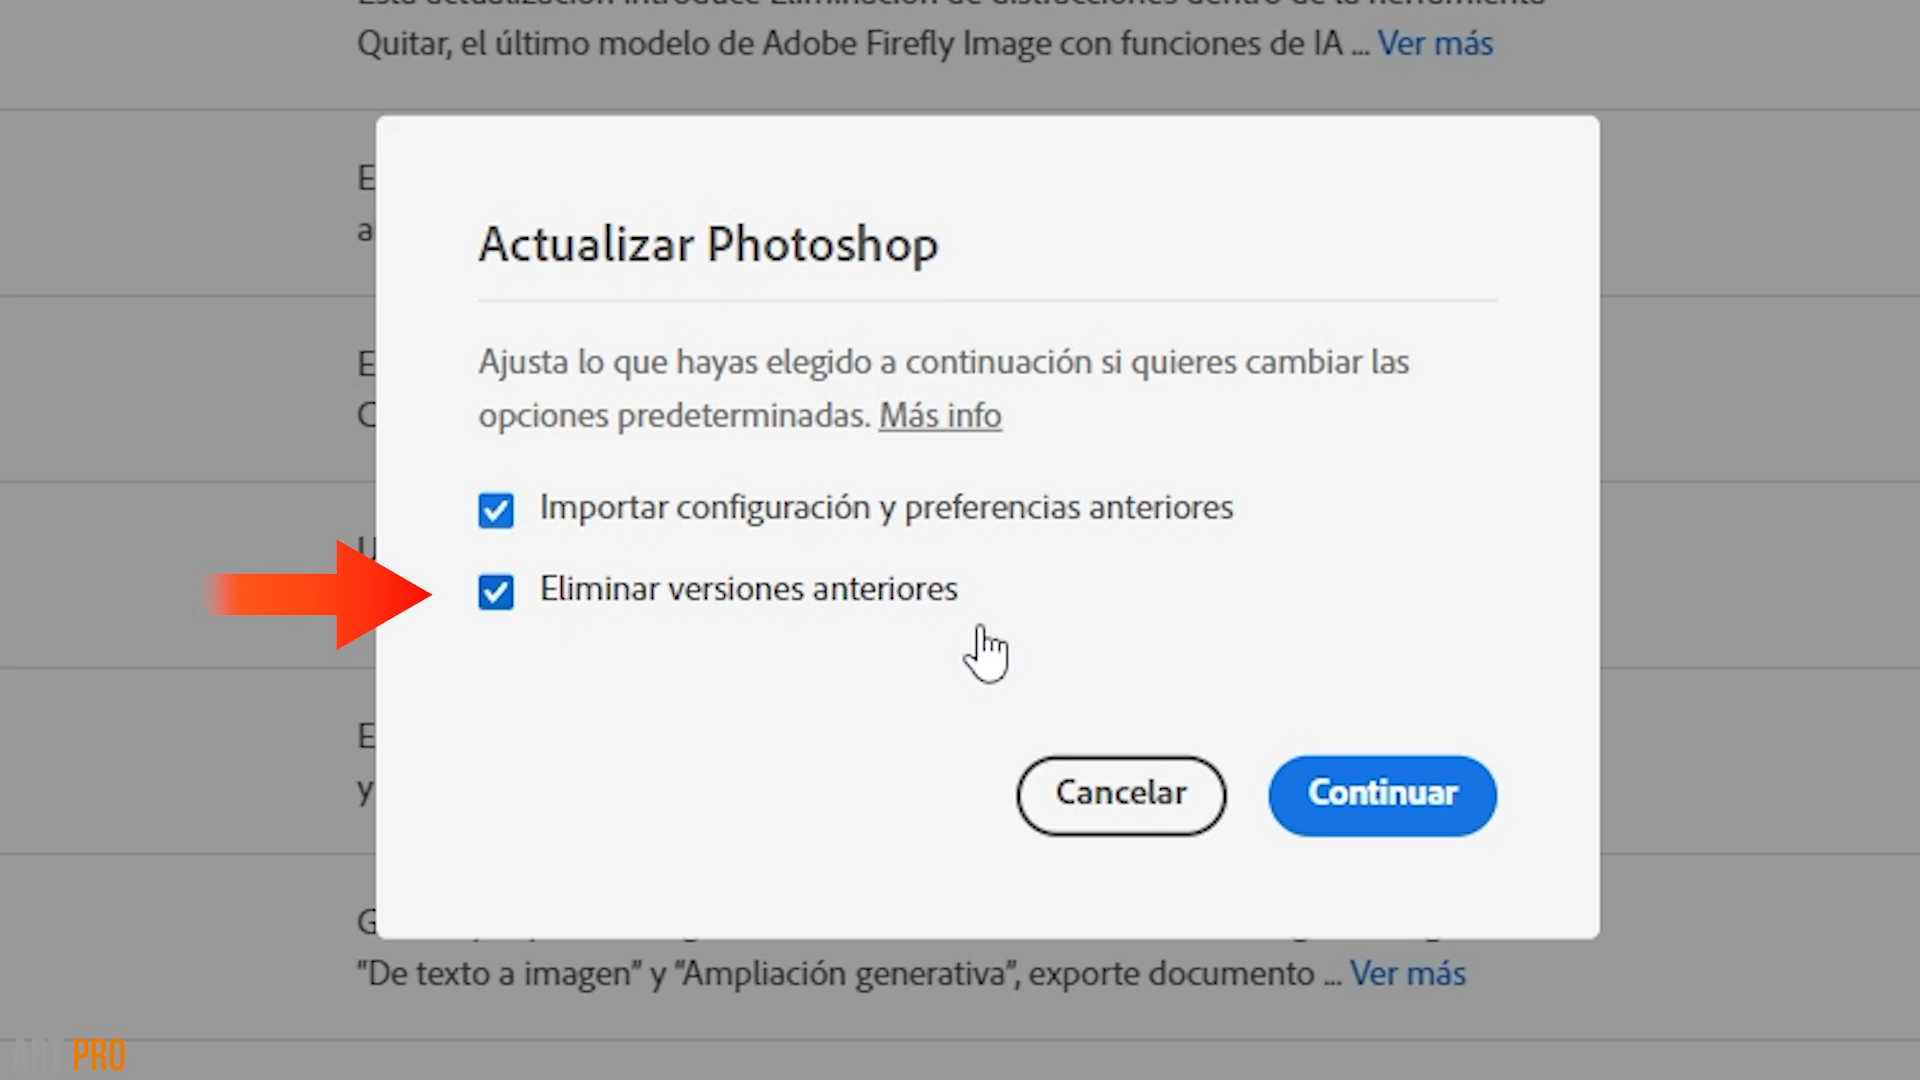 Quitar, el último modelo de Adobe Firefly Image con funciones de IA ... Ver más
Actualizar Photoshop
Ajusta lo que hayas elegido a continuación si quieres cambiar las
opciones predeterminadas. Más info
Importar configuración y preferencias anteriores
Eliminar versiones anteriores
Cancelar
Continuar
"De texto a imagen" y "Ampliación generativa", exporte documento ... Ver más
ART PRO